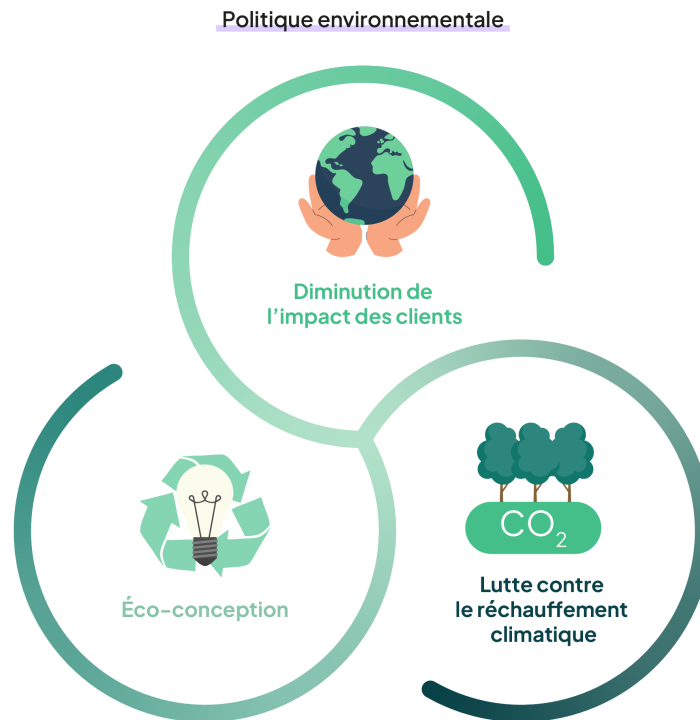 Politique environnementale
Diminution de
l’impact des clients
CO₂
Lutte contre
le réchauffement
climatique
Éco-conception